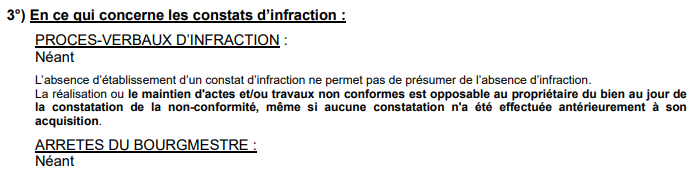 3°) En ce qui concerne les constats d’infraction :
PROCES-VERBAUX D’INFRACTION :
Néant
L’absence d’établissement d’un constat d’infraction ne permet pas de présumer de l’absence d’infraction.
La réalisation ou le maintien d'actes et/ou travaux non conformes est opposable au propriétaire du bien au jour de
la constatation de la non-conformité, même si aucune constatation n'a été effectuée antérieurement à son
acquisition.
ARRETES DU BOURGMESTRE :
Néant